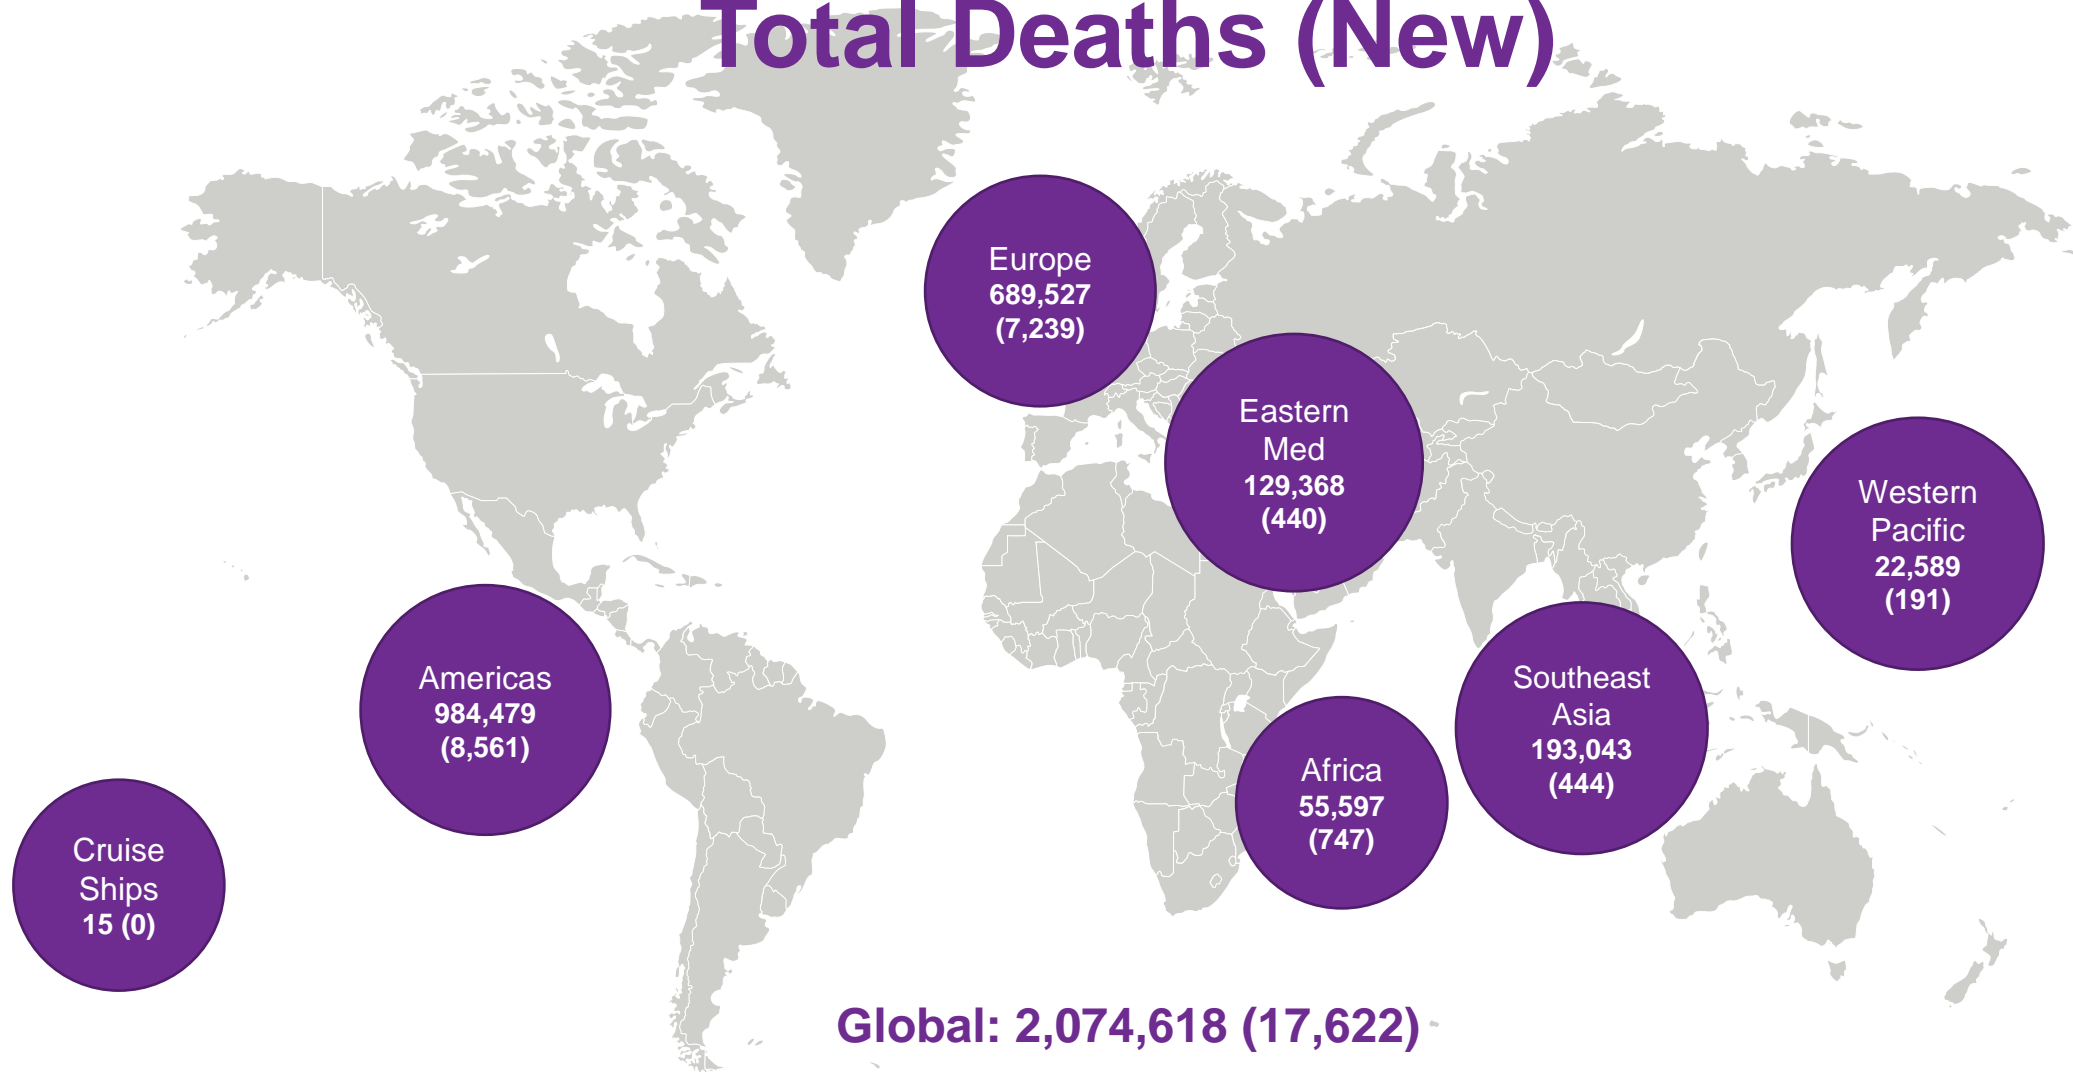 Total Deaths (New)
Europe
689,527
(7,239)
Eastern
Med
129,368
(440)
Western
Pacific
22,589
(191)
Americas
984,479
(8,561)
Southeast
Asia
193,043
(444)
Africa
55,597
(747)
Cruise
Ships
15 (0)
Global: 2,074,618 (17,622)